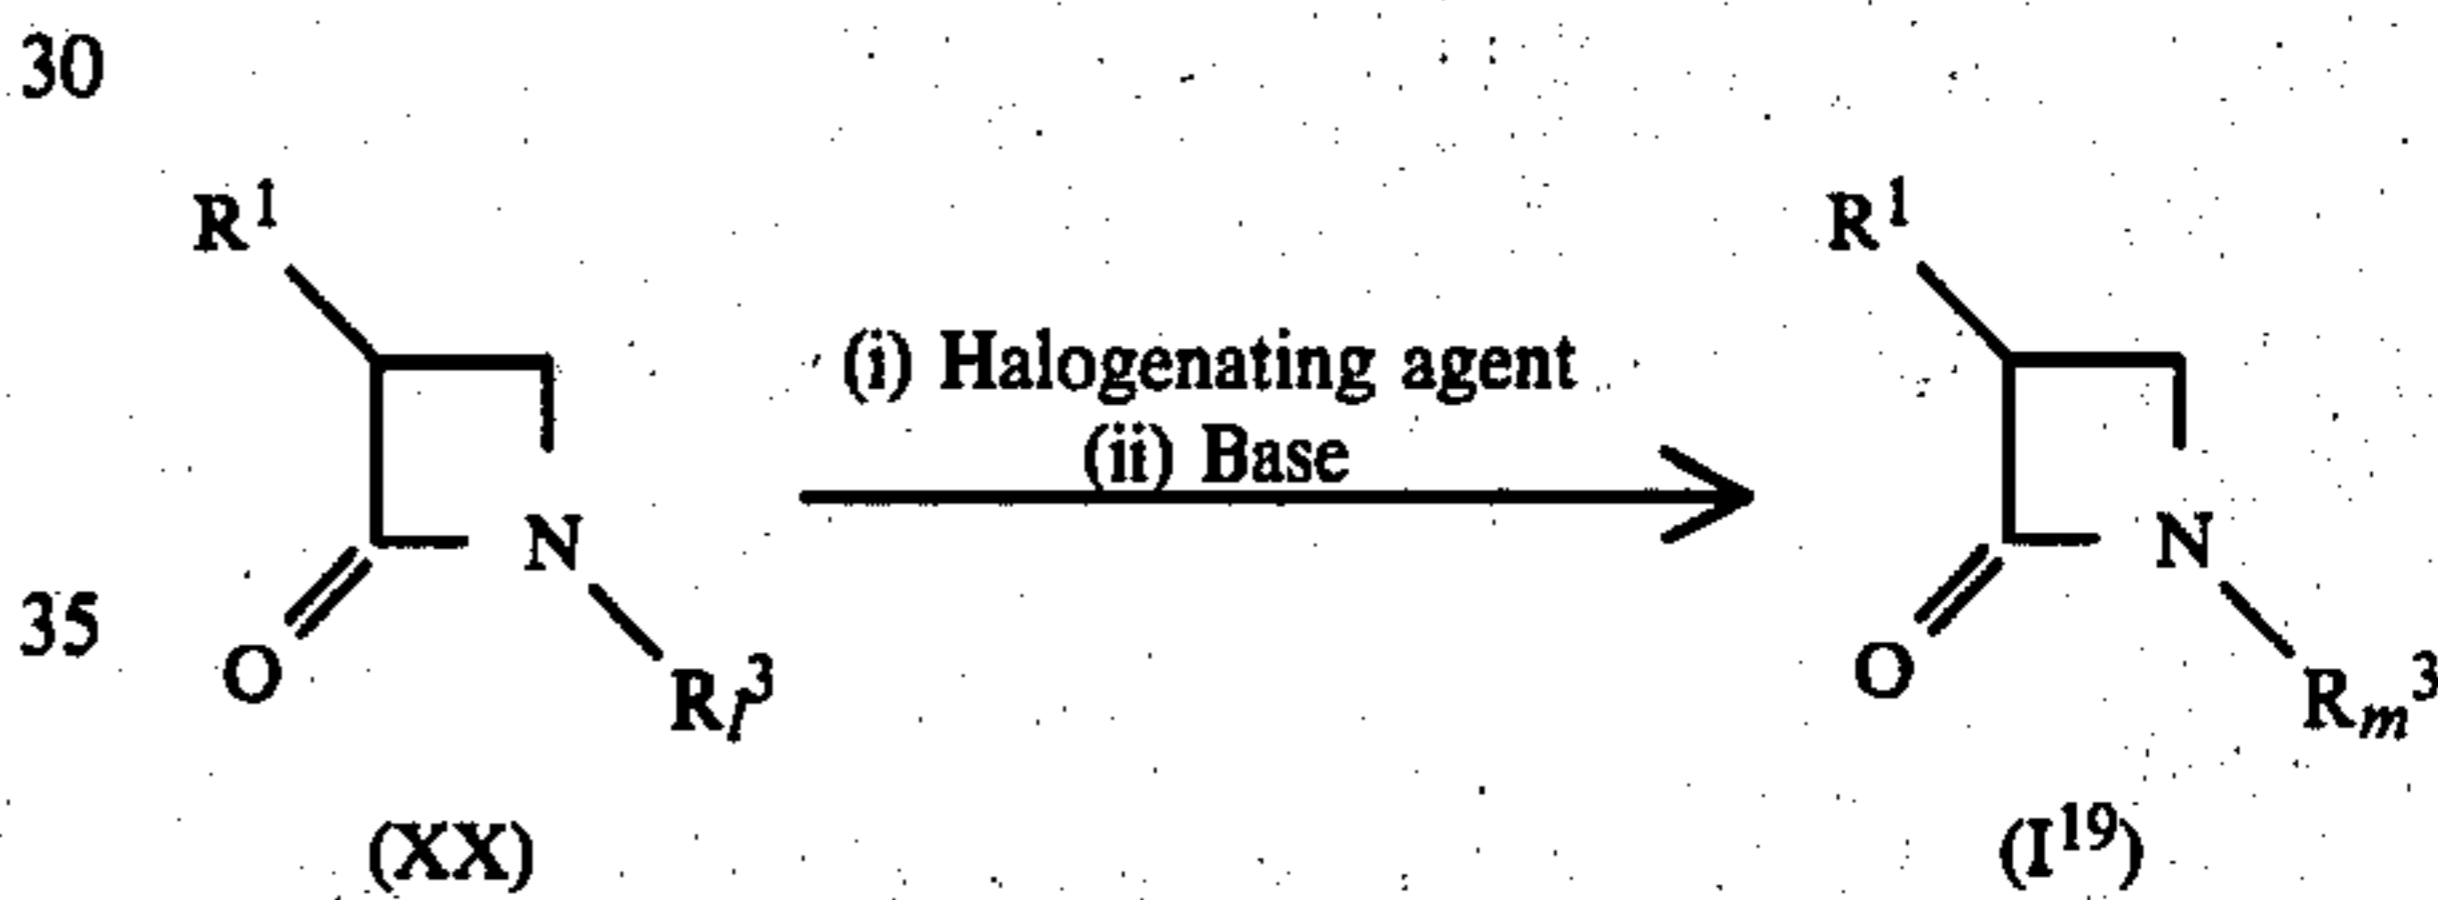 30
R¹ R¹
(i) Halogenating agent
(ii) Base
N N
35
O O
Rₗ³ Rₘ³
(XX) (I¹⁹)